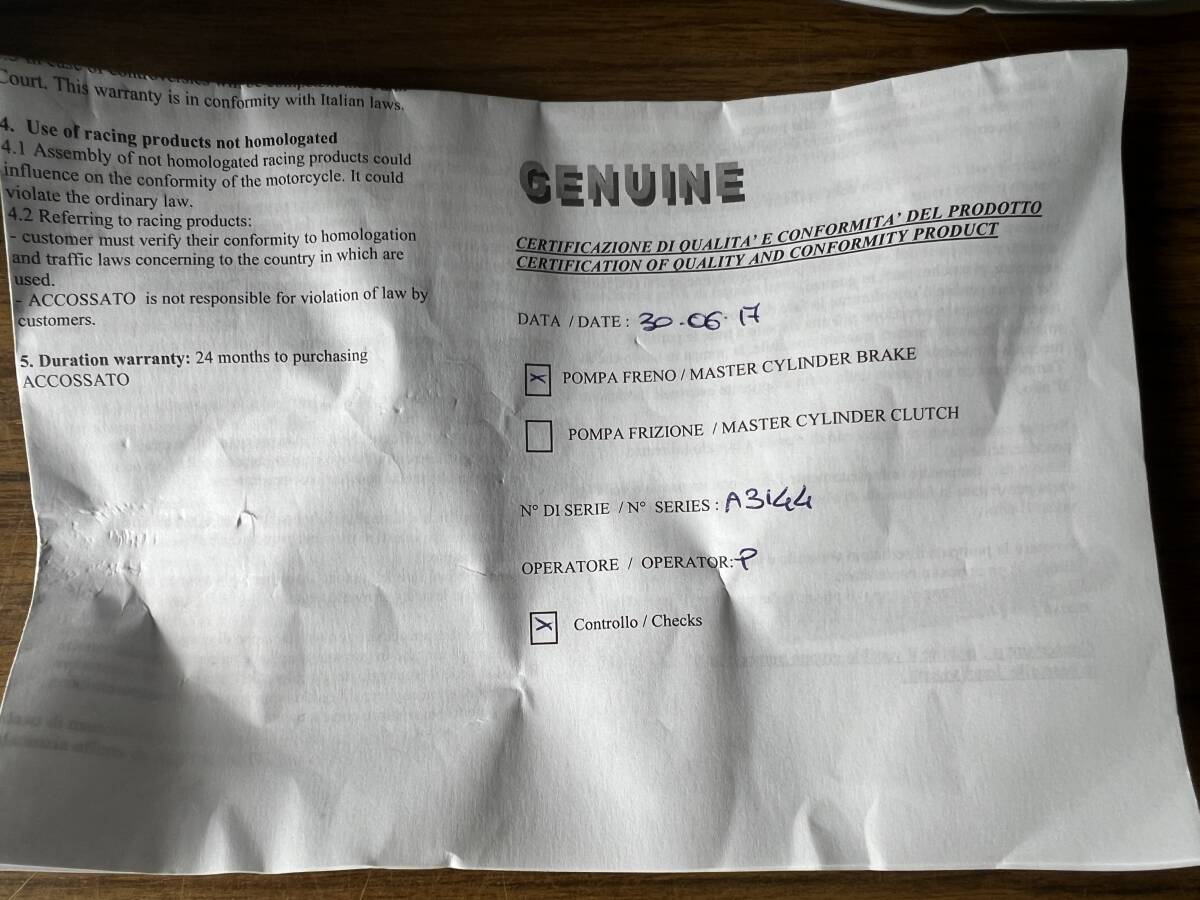 Court. This warranty is in conformity with Italian laws.
4. Use of racing products not homologated
4.1 Assembly of not homologated racing products could
influence on the conformity of the motorcycle. It could
violate the ordinary law.
4.2 Referring to racing products:
- customer must verify their conformity to homologation
and traffic laws concerning to the country in which are
used.
- ACCOSSATO is not responsible for violation of law by
customers.
5. Duration warranty: 24 months to purchasing
ACCOSSATO
GENUINE
CERTIFICAZIONE DI QUALITA' E CONFORMITA' DEL PRODOTTO
CERTIFICATION OF QUALITY AND CONFORMITY PRODUCT
DATA / DATE : 30.06.17
POMPA FRENO / MASTER CYLINDER BRAKE
POMPA FRIZIONE / MASTER CYLINDER CLUTCH
N° DI SERIE / N° SERIES : A3144
OPERATORE / OPERATOR: P
Controllo / Checks